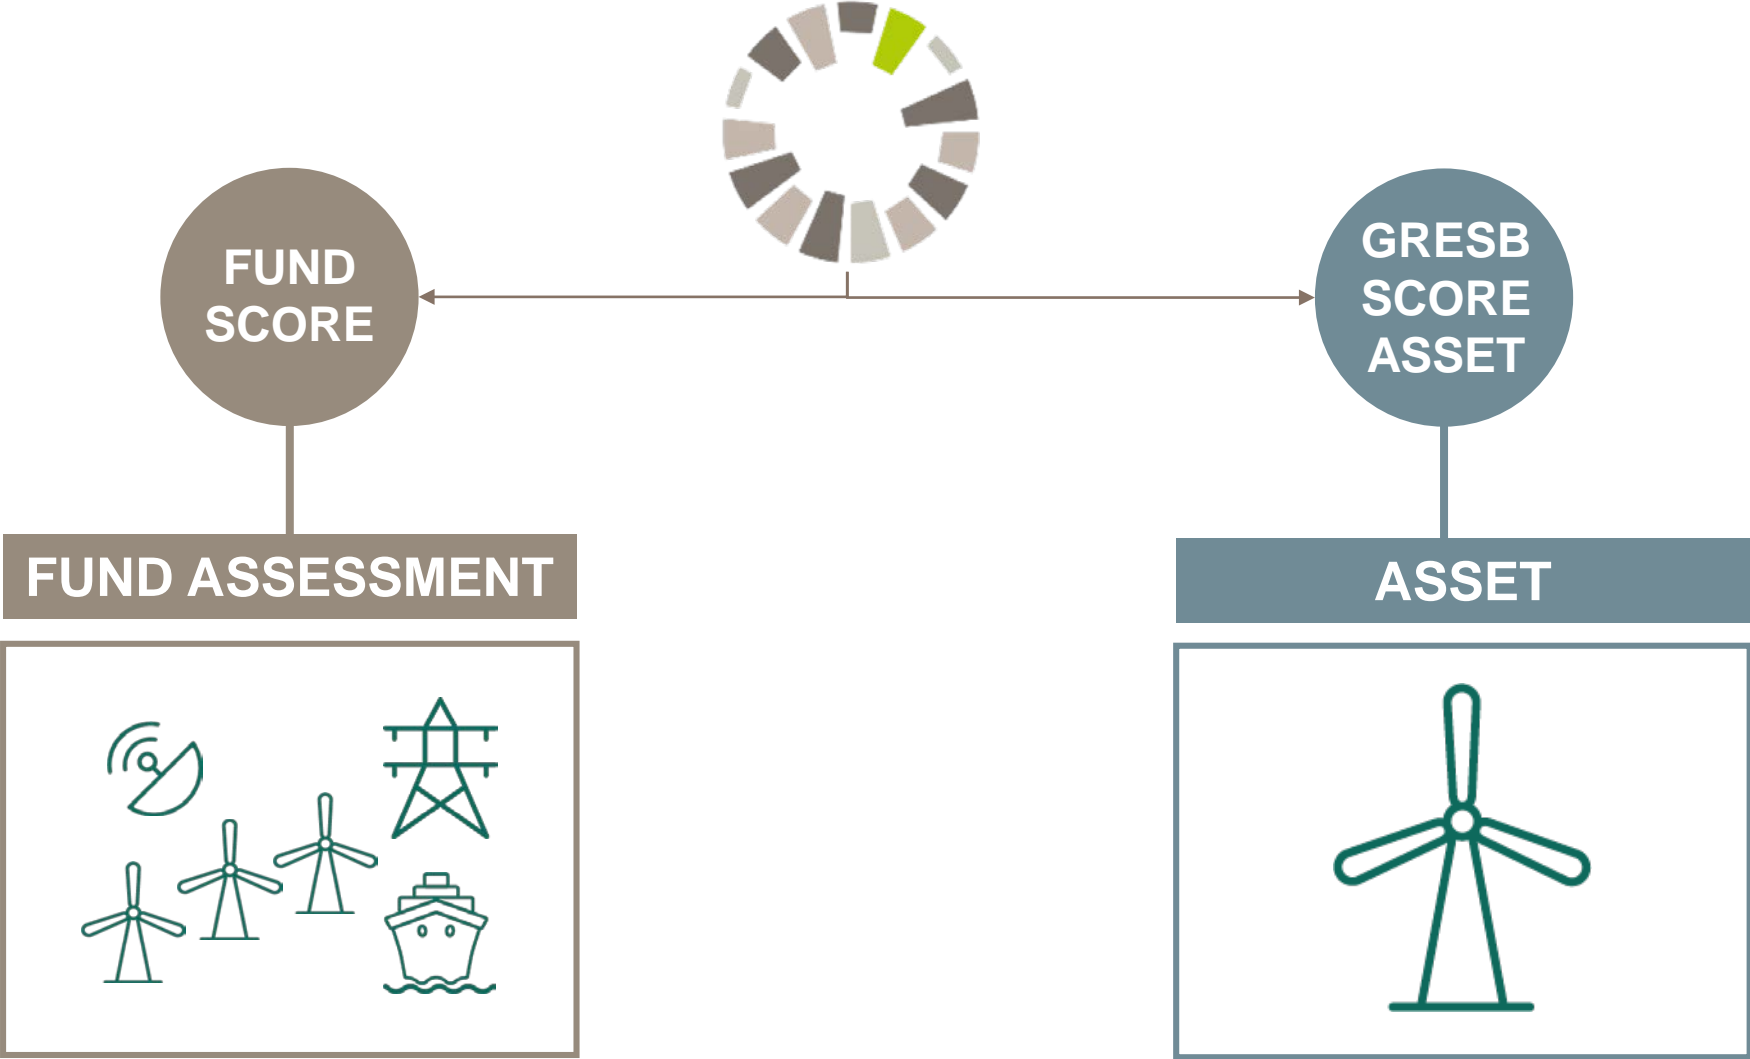 FUND
SCORE
GRESB
SCORE
ASSET
FUND ASSESSMENT
ASSET